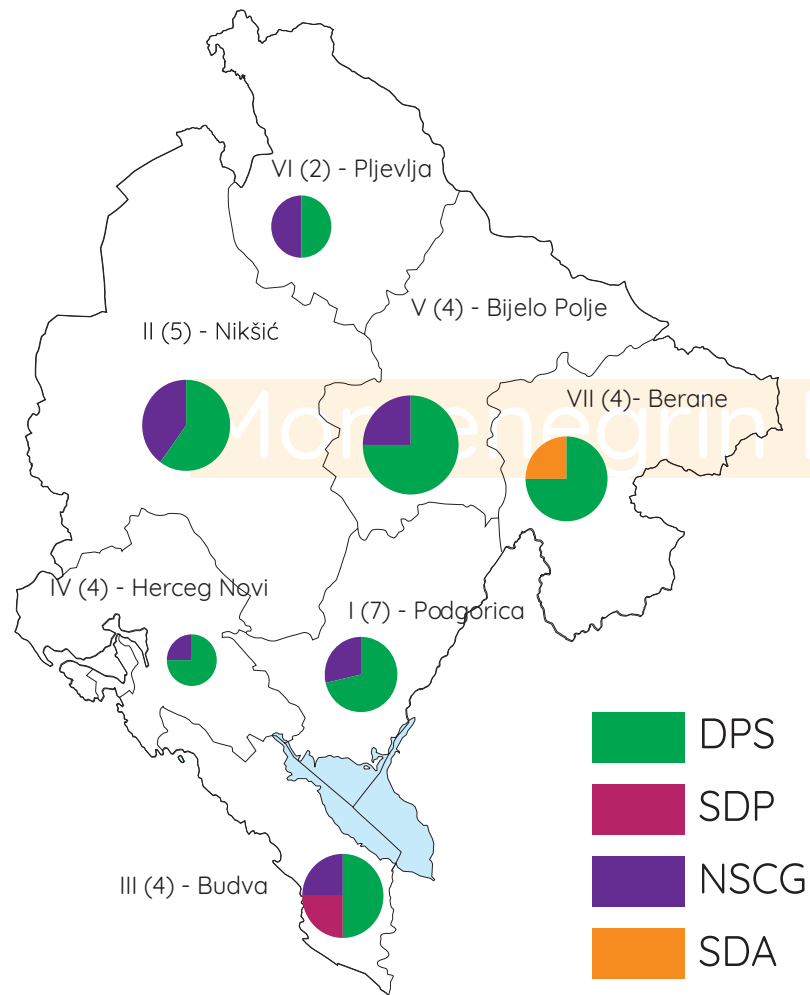 VI (2) - Pljevlja
V (4) - Bijelo Polje
II (5) - Nikšić
VII (4)- Berane
Montenegrin
IV (4) - Herceg Novi
I (7) - Podgorica
III (4) - Budva
DPS
SDP
NSCG
SDA